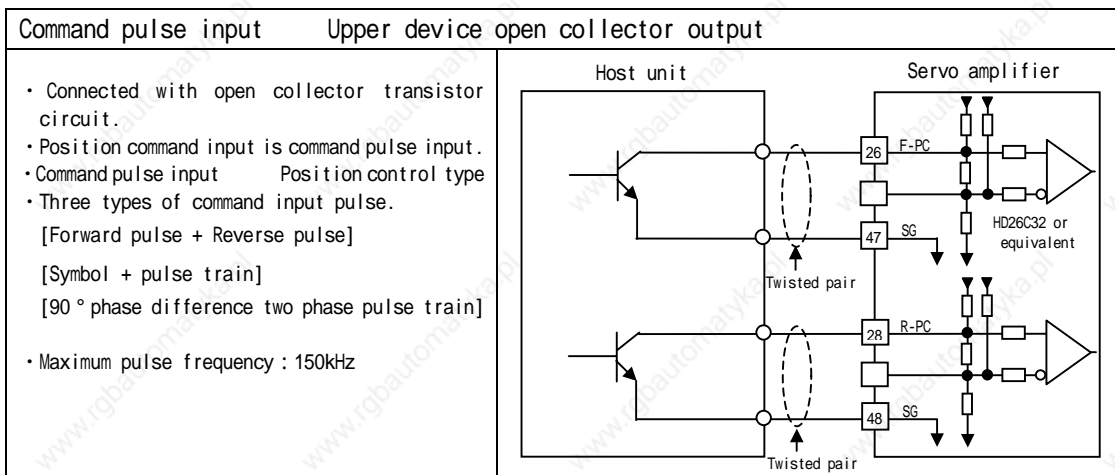 Command pulse input Upper device open collector output
・Connected with open collector transistor
circuit.
・Position command input is command pulse input.
・Command pulse input Position control type
・Three types of command input pulse.
[Forward pulse + Reverse pulse]
[Symbol + pulse train]
[90°phase difference two phase pulse train]
・Maximum pulse frequency：150kHz
Host unit
Servo amplifier
26
F-PC
47
SG
HD26C32 or
equivalent
Twisted pair
28
R-PC
48
SG
Twisted pair
www.rgbautomatyka.pl